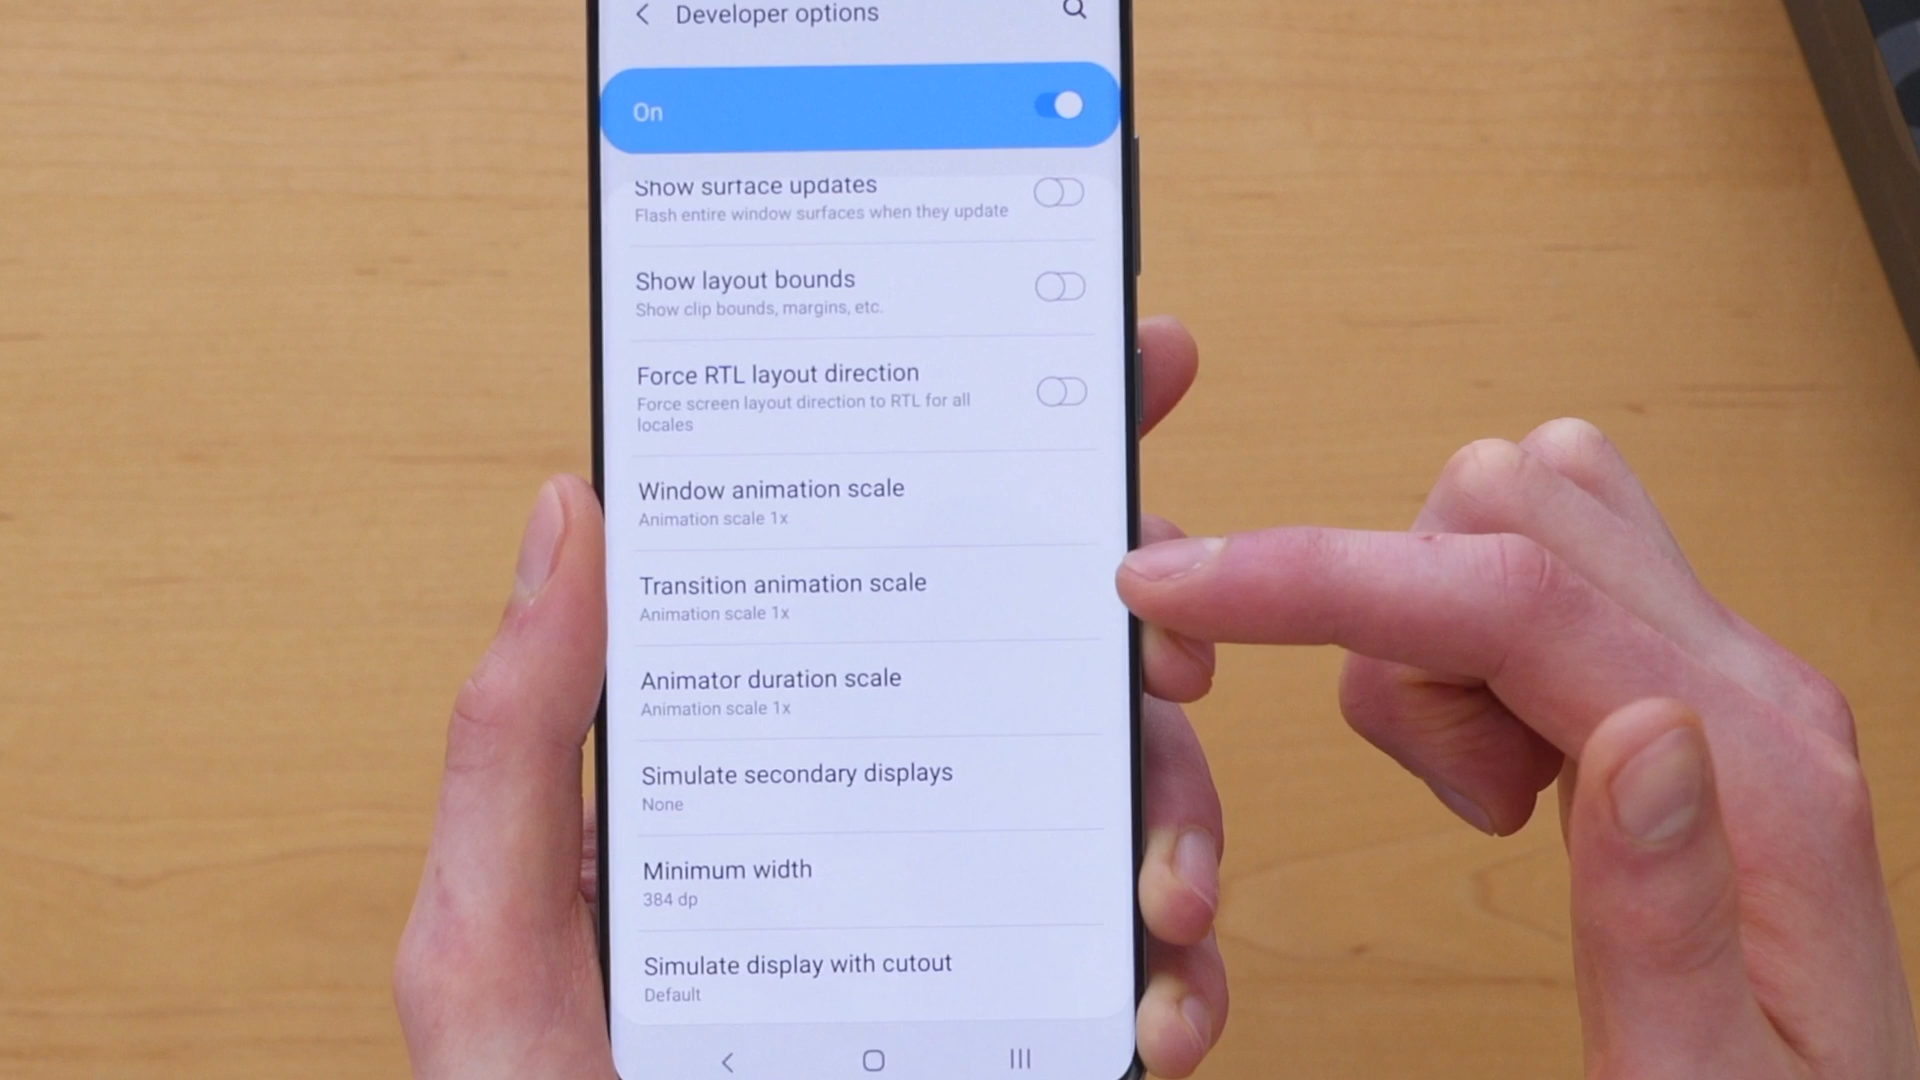 Developer options
On
Show surface updates
Flash entire window surfaces when they update
Show layout bounds
Show clip bounds, margins, etc.
Force RTL layout direction
Force screen layout direction to RTL for all
locales
Window animation scale
Animation scale 1x
Transition animation scale
Animation scale 1x
Animator duration scale
Animation scale 1x
Simulate secondary displays
None
Minimum width
384 dp
Simulate display with cutout
Default